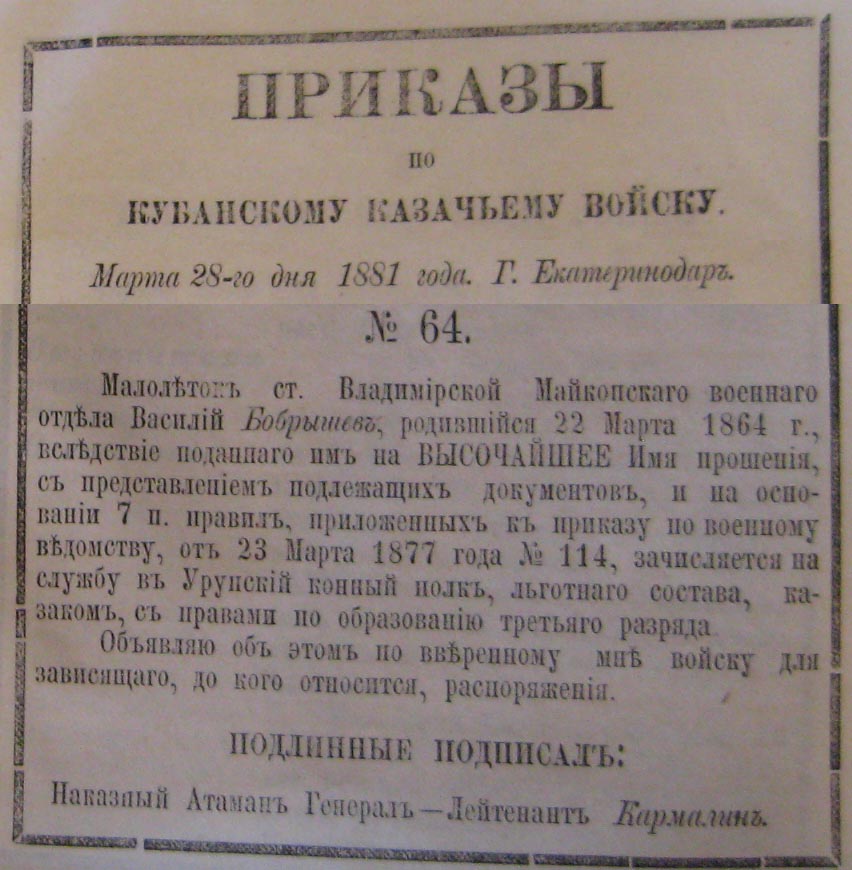 ПРИКАЗЫ
по
КУБАНСКОМУ КАЗАЧЬЕМУ ВОЙСКУ.
Марта 28-го дня 1881 года. Г. Екатеринодаръ.
№ 64.
Малолѣтокъ ст. Владимірской Майкопскаго военнаго
отдѣла Василій Бобрышевъ, родившійся 22 Марта 1864 г.,
вслѣдствіе поданнаго имъ на ВЫСОЧАЙШЕЕ Имя прошенія,
съ представленіемъ подлежащихъ документовъ, и на осно-
ваніи 7 п. правилъ, приложенныхъ къ приказу по военному
вѣдомству, отъ 23 Марта 1877 года № 114, зачисляется на
службу въ Урупскій конный полкъ, льготнаго состава, ка-
закомъ, съ правами по образованію третьяго разряда
Объявляю объ этомъ по ввѣренному мнѣ войску для
зависящаго, до кого относится, распоряженія.
ПОДЛИННЫЕ ПОДПИСАЛЪ:
Наказный Атаманъ Генералъ—Лейтенантъ Кармалинъ.